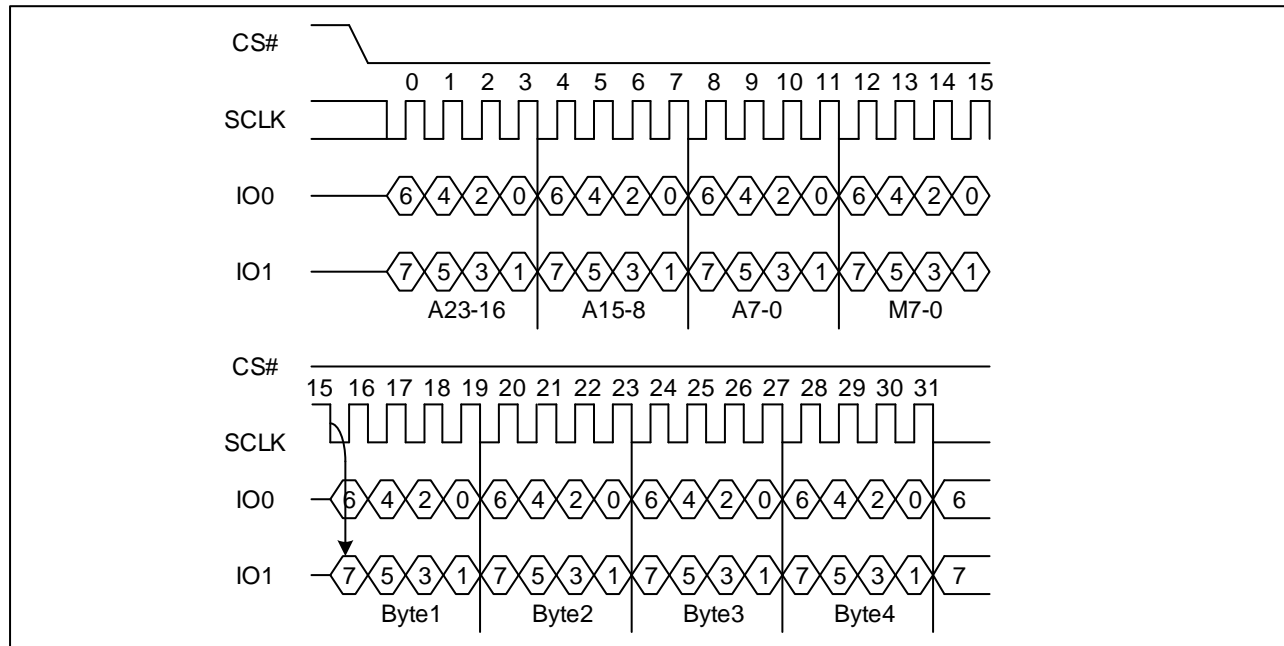 CS#
0 1 2 3 4 5 6 7 8 9 10 11 12 13 14 15
SCLK
IO0 6 4 2 0 6 4 2 0 6 4 2 0 6 4 2 0
IO1 7 5 3 1 7 5 3 1 7 5 3 1 7 5 3 1
A23-16 A15-8 A7-0 M7-0
CS#
15 16 17 18 19 20 21 22 23 24 25 26 27 28 29 30 31
SCLK
IO0 6 4 2 0 6 4 2 0 6 4 2 0 6 4 2 0 6
IO1 7 5 3 1 7 5 3 1 7 5 3 1 7 5 3 1 7
Byte1 Byte2 Byte3 Byte4